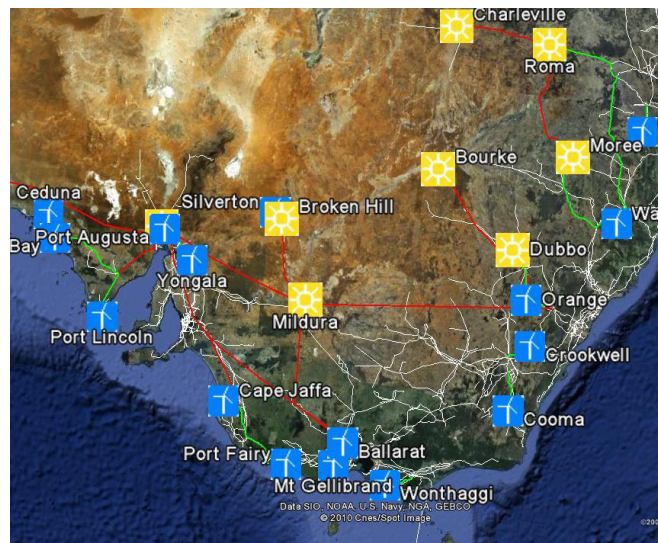 Charleville
Roma
Moree
Bourke
Ceduna
Silverton
Broken Hill
Wa
Bay
Port Augusta
Dubbo
Yongala
Orange
Mildura
Port Lincoln
Crookwell
Cape Jaffa
Cooma
Port Fairy
Ballarat
Mt Gellibrand
Wonthaggi
Data SIO, NOAA, U.S. Navy, NGA, GEBCO
© 2010 Cnes/Spot Image
©200